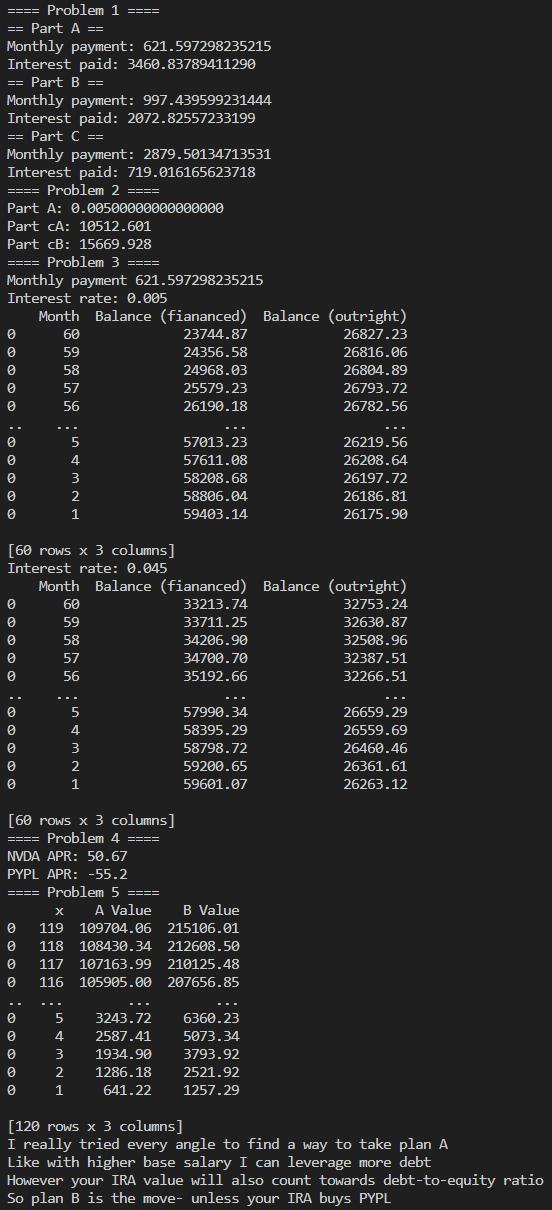 ==== Problem 1 ====
== Part A ==
Monthly payment: 621.597298235215
Interest paid: 3460.83789411290
== Part B ==
Monthly payment: 997.439599231444
Interest paid: 2072.82557233199
== Part C ==
Monthly payment: 2879.50134713531
Interest paid: 719.016165623718
==== Problem 2 ====
Part A: 0.00500000000000000
Part cA: 10512.601
Part cB: 15669.928
==== Problem 3 ====
Monthly payment 621.597298235215
Interest rate: 0.005
Month Balance (fiananced) Balance (outright)
0 60 23744.87 26827.23
0 59 24356.58 26816.06
0 58 24968.03 26804.89
0 57 25579.23 26793.72
0 56 26190.18 26782.56
.. ... ... ...
0 5 57013.23 26219.56
0 4 57611.08 26208.64
0 3 58208.68 26197.72
0 2 58806.04 26186.81
0 1 59403.14 26175.90
[60 rows x 3 columns]
Interest rate: 0.045
Month Balance (fiananced) Balance (outright)
0 60 33213.74 32753.24
0 59 33711.25 32630.87
0 58 34206.90 32508.96
0 57 34700.70 32387.51
0 56 35192.66 32266.51
.. ... ... ...
0 5 57990.34 26659.29
0 4 58395.29 26559.69
0 3 58798.72 26460.46
0 2 59200.65 26361.61
0 1 59601.07 26263.12
[60 rows x 3 columns]
==== Problem 4 ====
NVDA APR: 50.67
PYPL APR: -55.2
==== Problem 5 ====
x A Value B Value
0 119 109704.06 215106.01
0 118 108430.34 212608.50
0 117 107163.99 210125.48
0 116 105905.00 207656.85
.. ... ... ...
0 5 3243.72 6360.23
0 4 2587.41 5073.34
0 3 1934.90 3793.92
0 2 1286.18 2521.92
0 1 641.22 1257.29
[120 rows x 3 columns]
I really tried every angle to find a way to take plan A
Like with higher base salary I can leverage more debt
However your IRA value will also count towards debt-to-equity ratio
So plan B is the move- unless your IRA buys PYPL